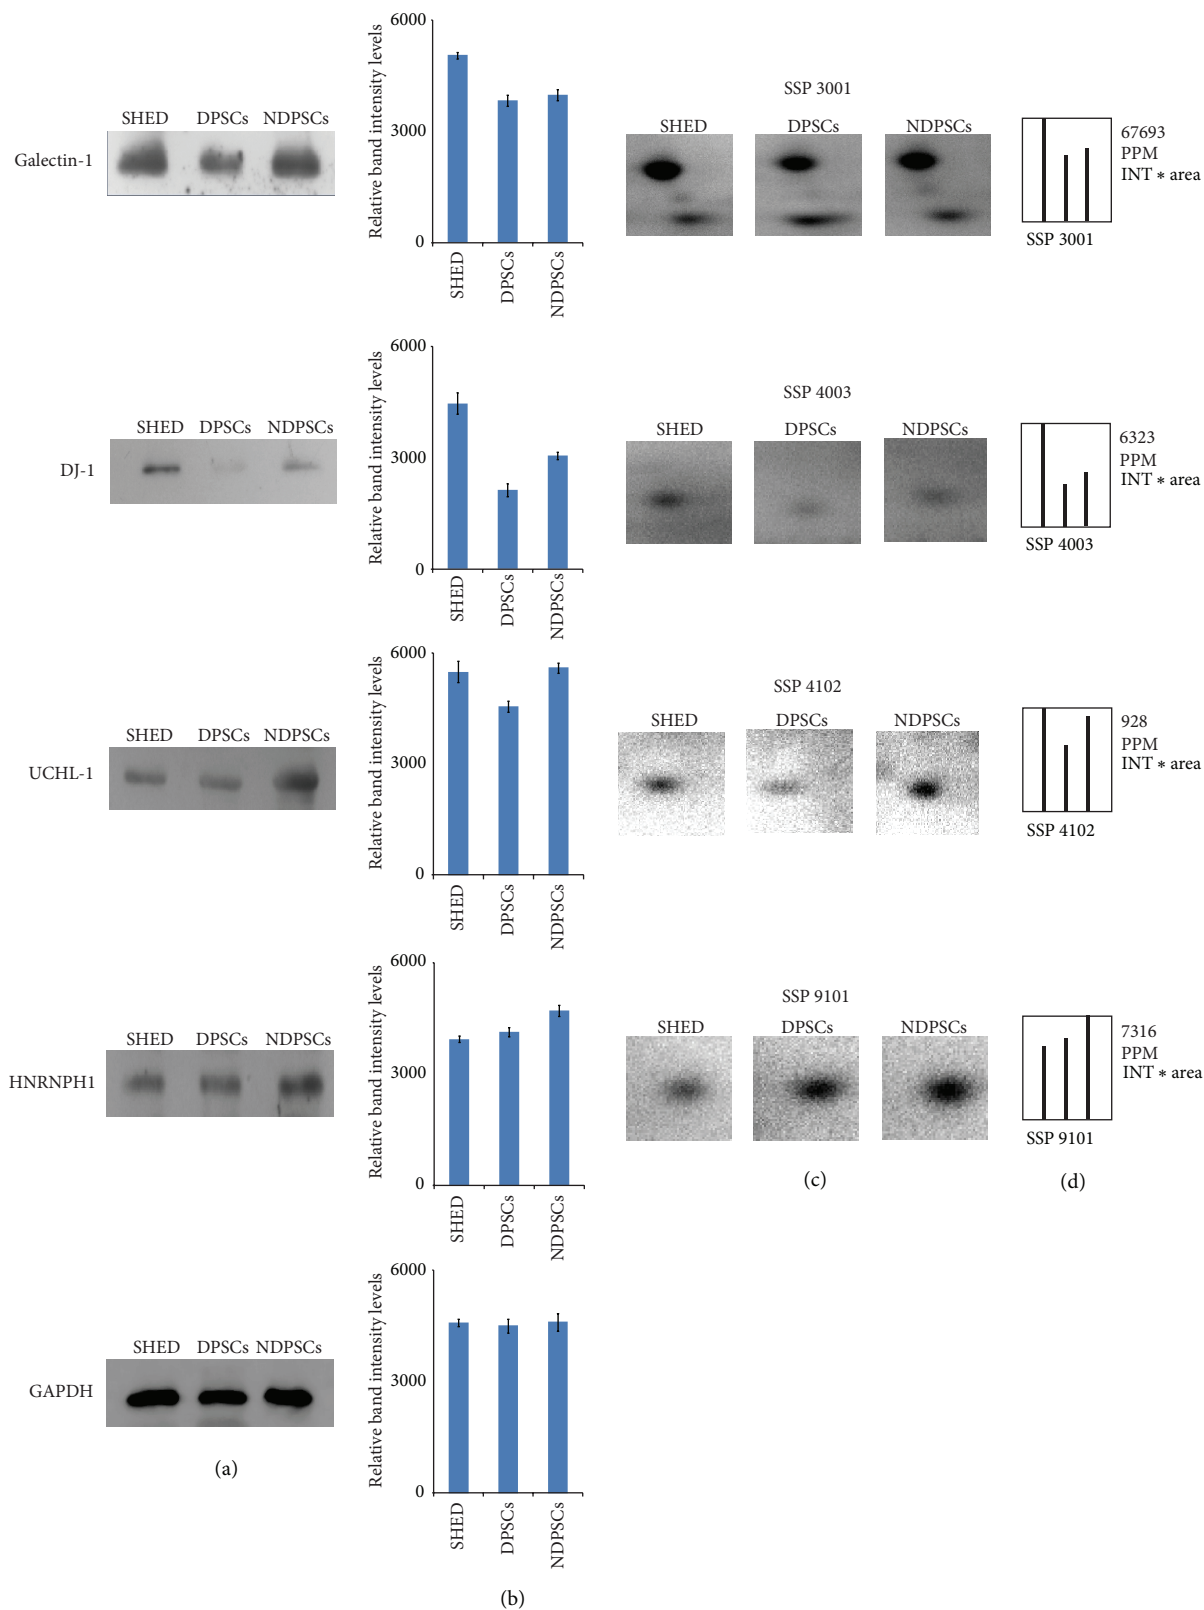 SHED DPSCs NDPSCs
Galectin-1
Relative band intensity levels
6000
3000
0
SHED
DPSCs
NDPSCs
SSP 3001
SHED DPSCs NDPSCs
67693
PPM
INT ∗ area
SSP 3001
SHED DPSCs NDPSCs
DJ-1
Relative band intensity levels
6000
3000
0
SHED
DPSCs
NDPSCs
SSP 4003
SHED DPSCs NDPSCs
6323
PPM
INT ∗ area
SSP 4003
SHED DPSCs NDPSCs
UCHL-1
Relative band intensity levels
6000
3000
0
SHED
DPSCs
NDPSCs
SSP 4102
SHED DPSCs NDPSCs
928
PPM
INT ∗ area
SSP 4102
SHED DPSCs NDPSCs
HNRNPH1
Relative band intensity levels
6000
3000
0
SHED
DPSCs
NDPSCs
SSP 9101
SHED DPSCs NDPSCs
7316
PPM
INT ∗ area
SSP 9101
(c)
(d)
SHED DPSCs NDPSCs
GAPDH
(a)
Relative band intensity levels
6000
3000
0
SHED
DPSCs
NDPSCs
(b)